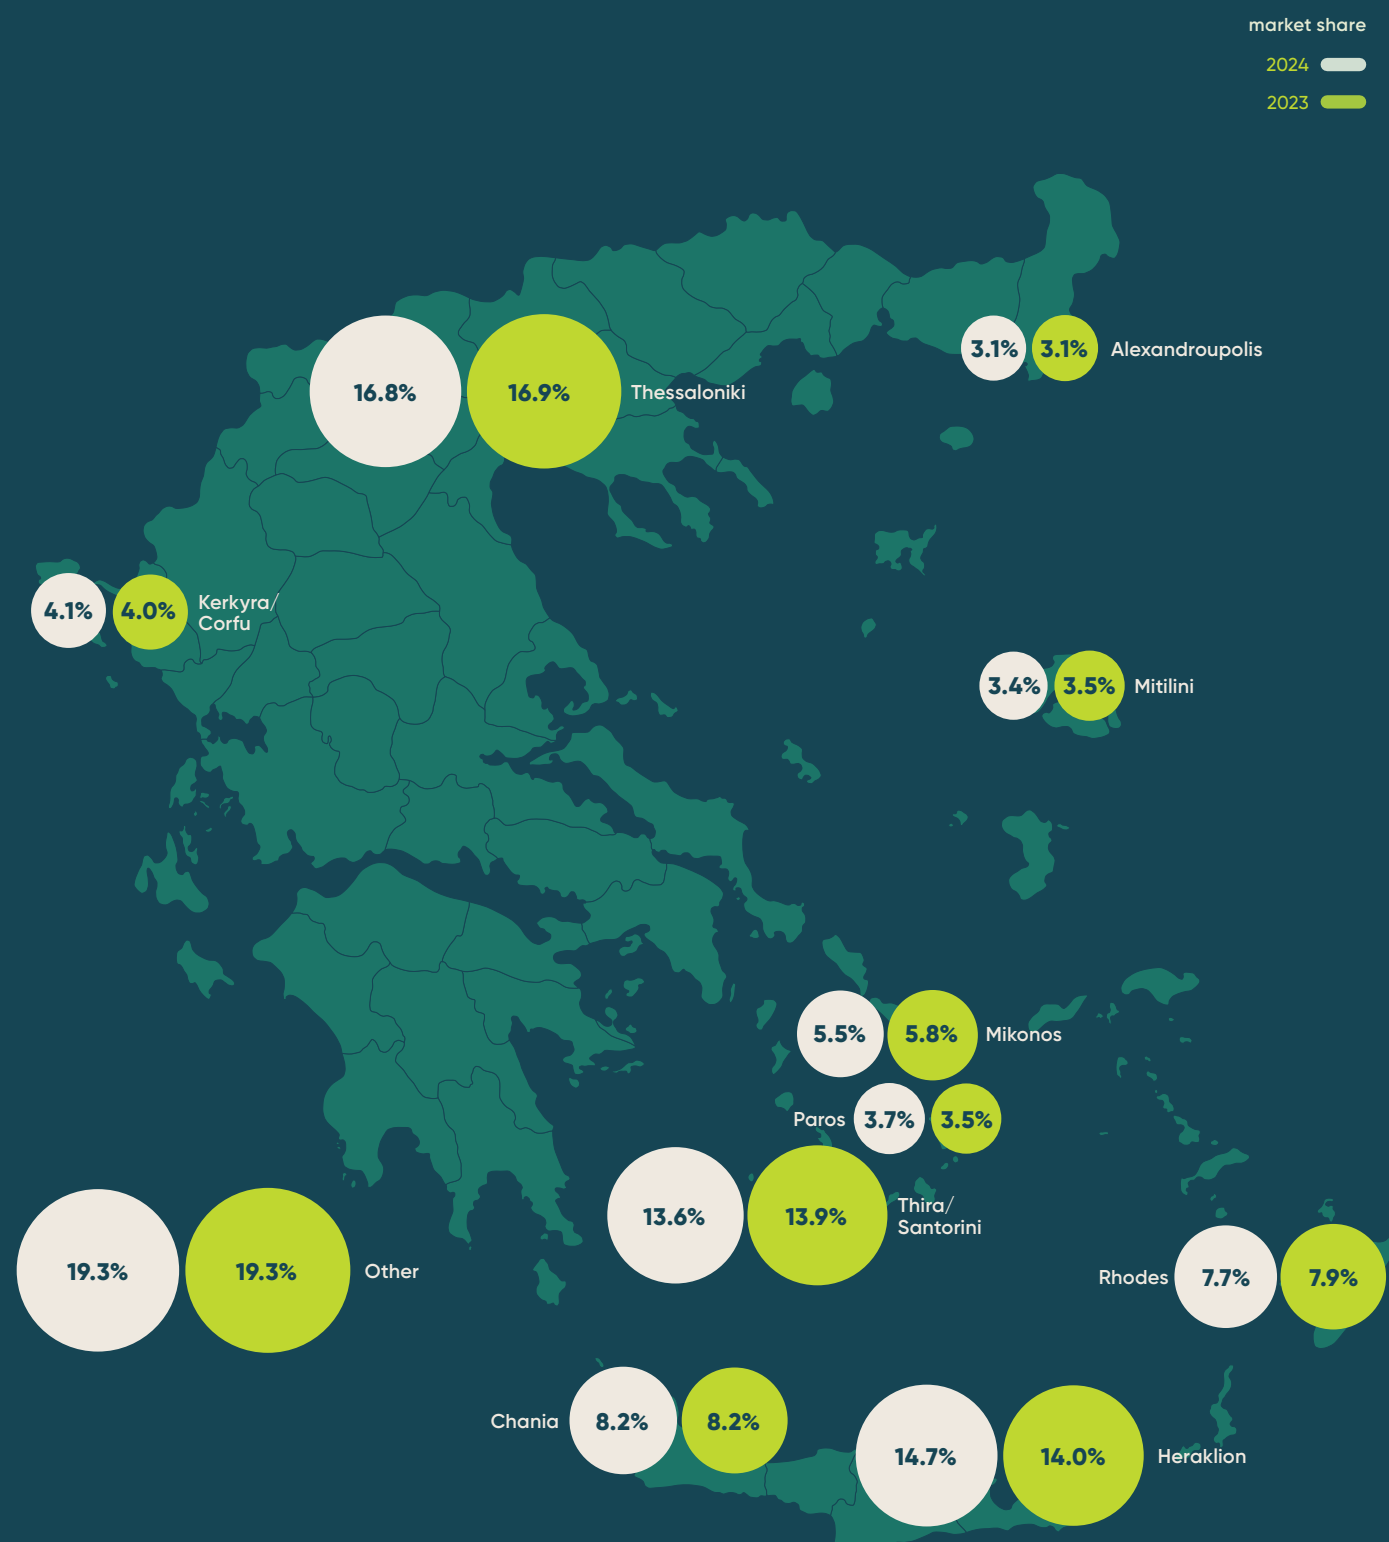 market share
2024
2023
3.1% 3.1% Alexandroupolis
16.8% 16.9% Thessaloniki
4.1% 4.0% Kerkyra/
Corfu
3.4% 3.5% Mitilini
5.5% 5.8% Mikonos
Paros 3.7% 3.5%
13.6% 13.9% Thira/
Santorini
19.3% 19.3% Other
Rhodes 7.7% 7.9%
Chania 8.2% 8.2%
14.7% 14.0% Heraklion